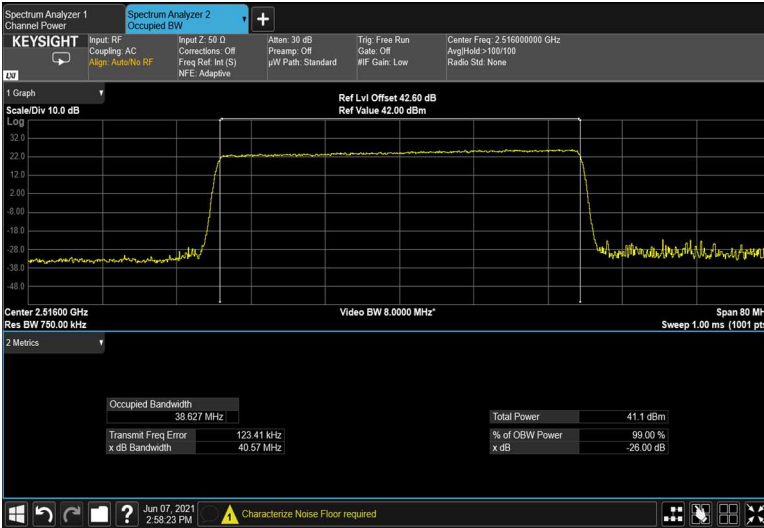 Spectrum Analyzer 1
Channel Power
Spectrum Analyzer 2
Occupied BW
KEYSIGHT
LXI
Input: RF
Coupling: AC
Align: Auto/No RF
Input Z: 50 Ω
Corrections: Off
Freq Ref: Int (S)
NFE: Adaptive
Atten: 30 dB
Preamp: Off
µW Path: Standard
Trig: Free Run
Gate: Off
#IF Gain: Low
Center Freq: 2.516000000 GHz
Avg|Hold:>100/100
Radio Std: None
1 Graph
Scale/Div 10.0 dB
Ref Lvl Offset 42.60 dB
Ref Value 42.00 dBm
Log
32.0
22.0
12.0
2.00
-8.00
-18.0
-28.0
-38.0
-48.0
Center 2.51600 GHz
Res BW 750.00 kHz
Video BW 8.0000 MHz*
Span 80 MH
Sweep 1.00 ms (1001 pts
2 Metrics
Occupied Bandwidth
38.627 MHz
Transmit Freq Error 123.41 kHz
x dB Bandwidth 40.57 MHz
Total Power 41.1 dBm
% of OBW Power 99.00 %
x dB -26.00 dB
?
Jun 07, 2021
2:58:23 PM
Characterize Noise Floor required